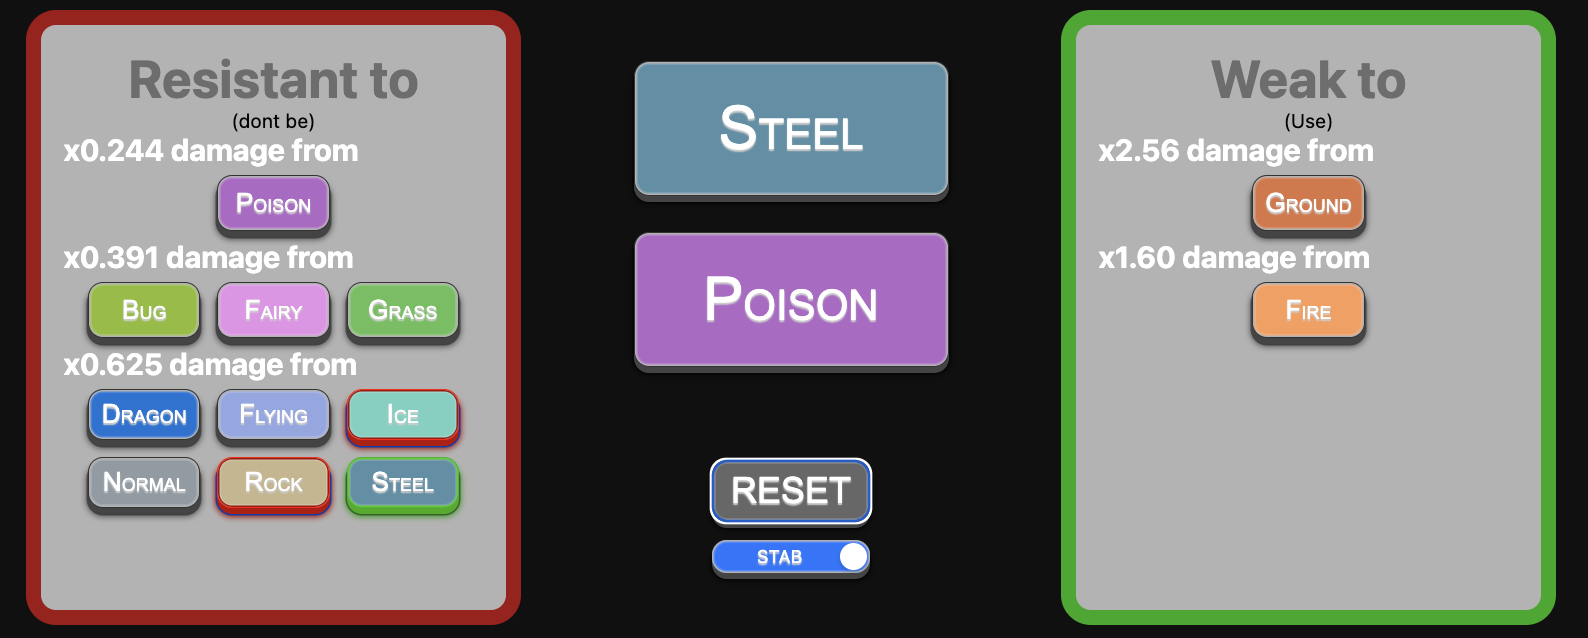 Resistant to
(dont be)
x0.244 damage from
POISON
x0.391 damage from
BUG FAIRY GRASS
x0.625 damage from
DRAGON FLYING ICE
NORMAL ROCK STEEL
STEEL
POISON
RESET
STAB
Weak to
(Use)
x2.56 damage from
GROUND
x1.60 damage from
FIRE